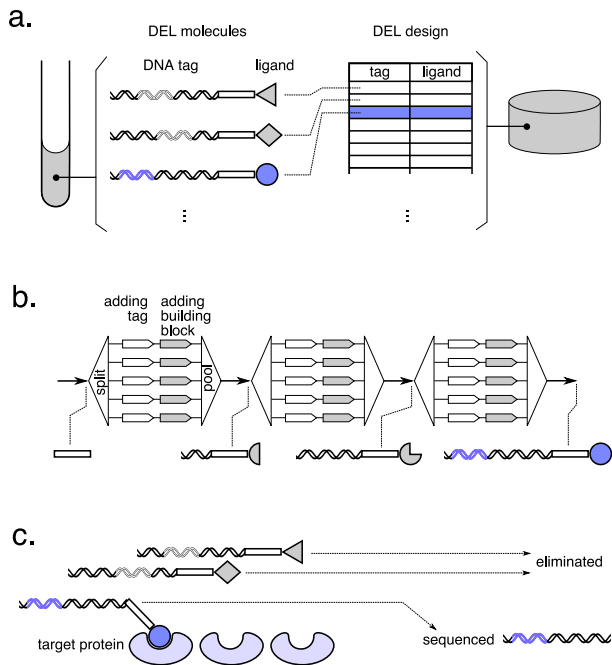 a.
DEL molecules
DEL design
DNA tag
ligand
tag
ligand
...
...
b.
adding
tag
adding
building
block
split
pool
c.
eliminated
target protein
sequenced